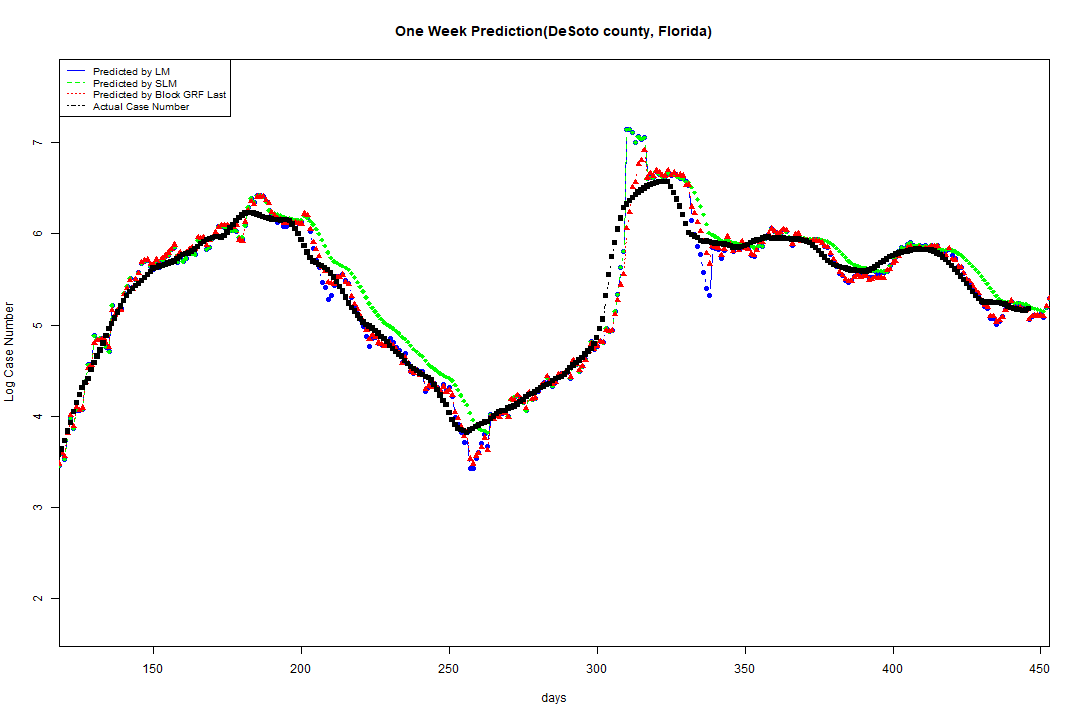 One Week Prediction(DeSoto county, Florida)
Predicted by LM
Predicted by SLM
Predicted by Block GRF Last
Actual Case Number
7
6
5
4
3
2
Log Case Number
150 200 250 300 350 400 450
days